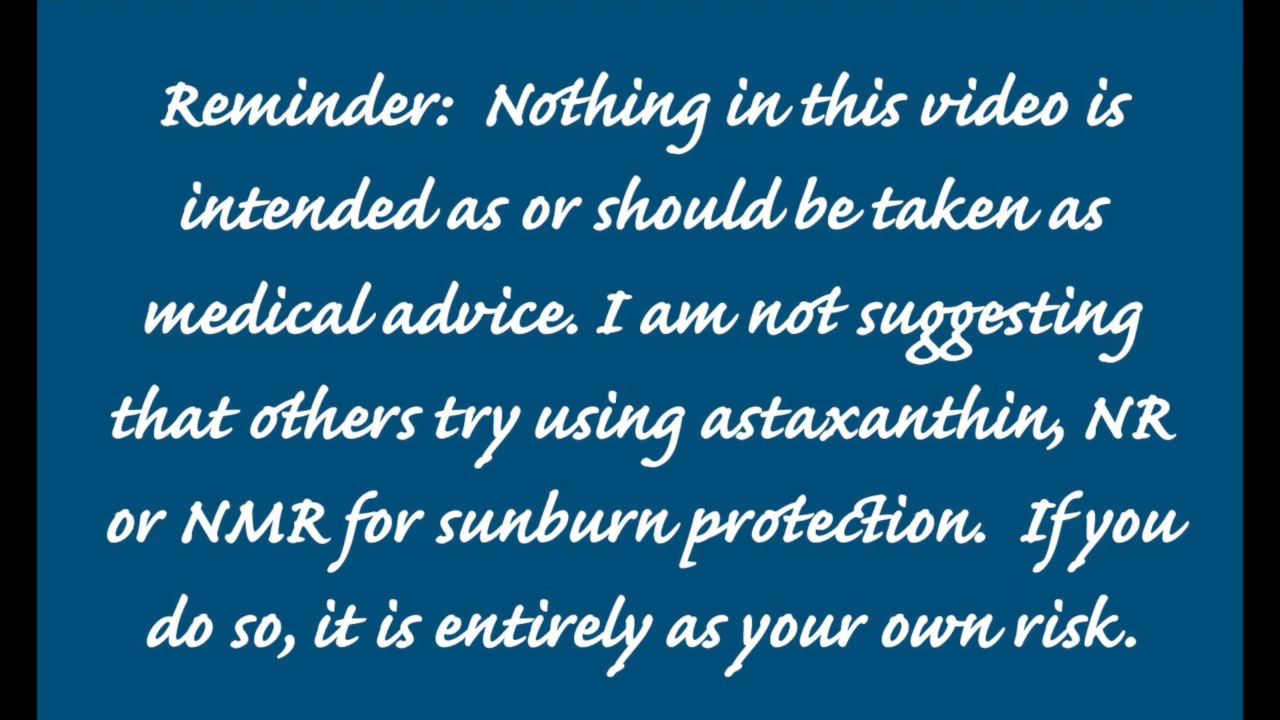 Reminder: Nothing in this video is
intended as or should be taken as
medical advice. I am not suggesting
that others try using astaxanthin, NR
or NMR for sunburn protection. If you
do so, it is entirely as your own risk.